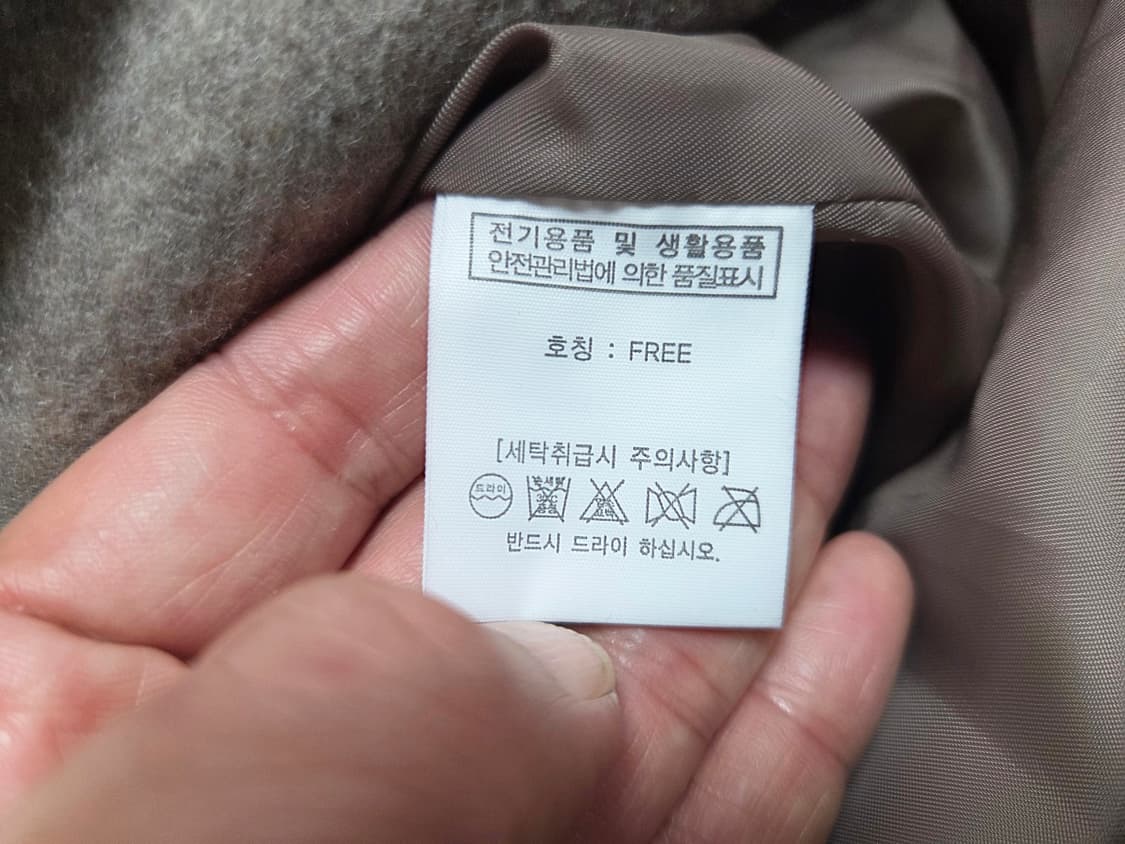 전기용품 및 생활용품
안전관리법에 의한 품질표시
호칭 : FREE
[세탁취급시 주의사항]
드라이
반드시 드라이 하십시오.